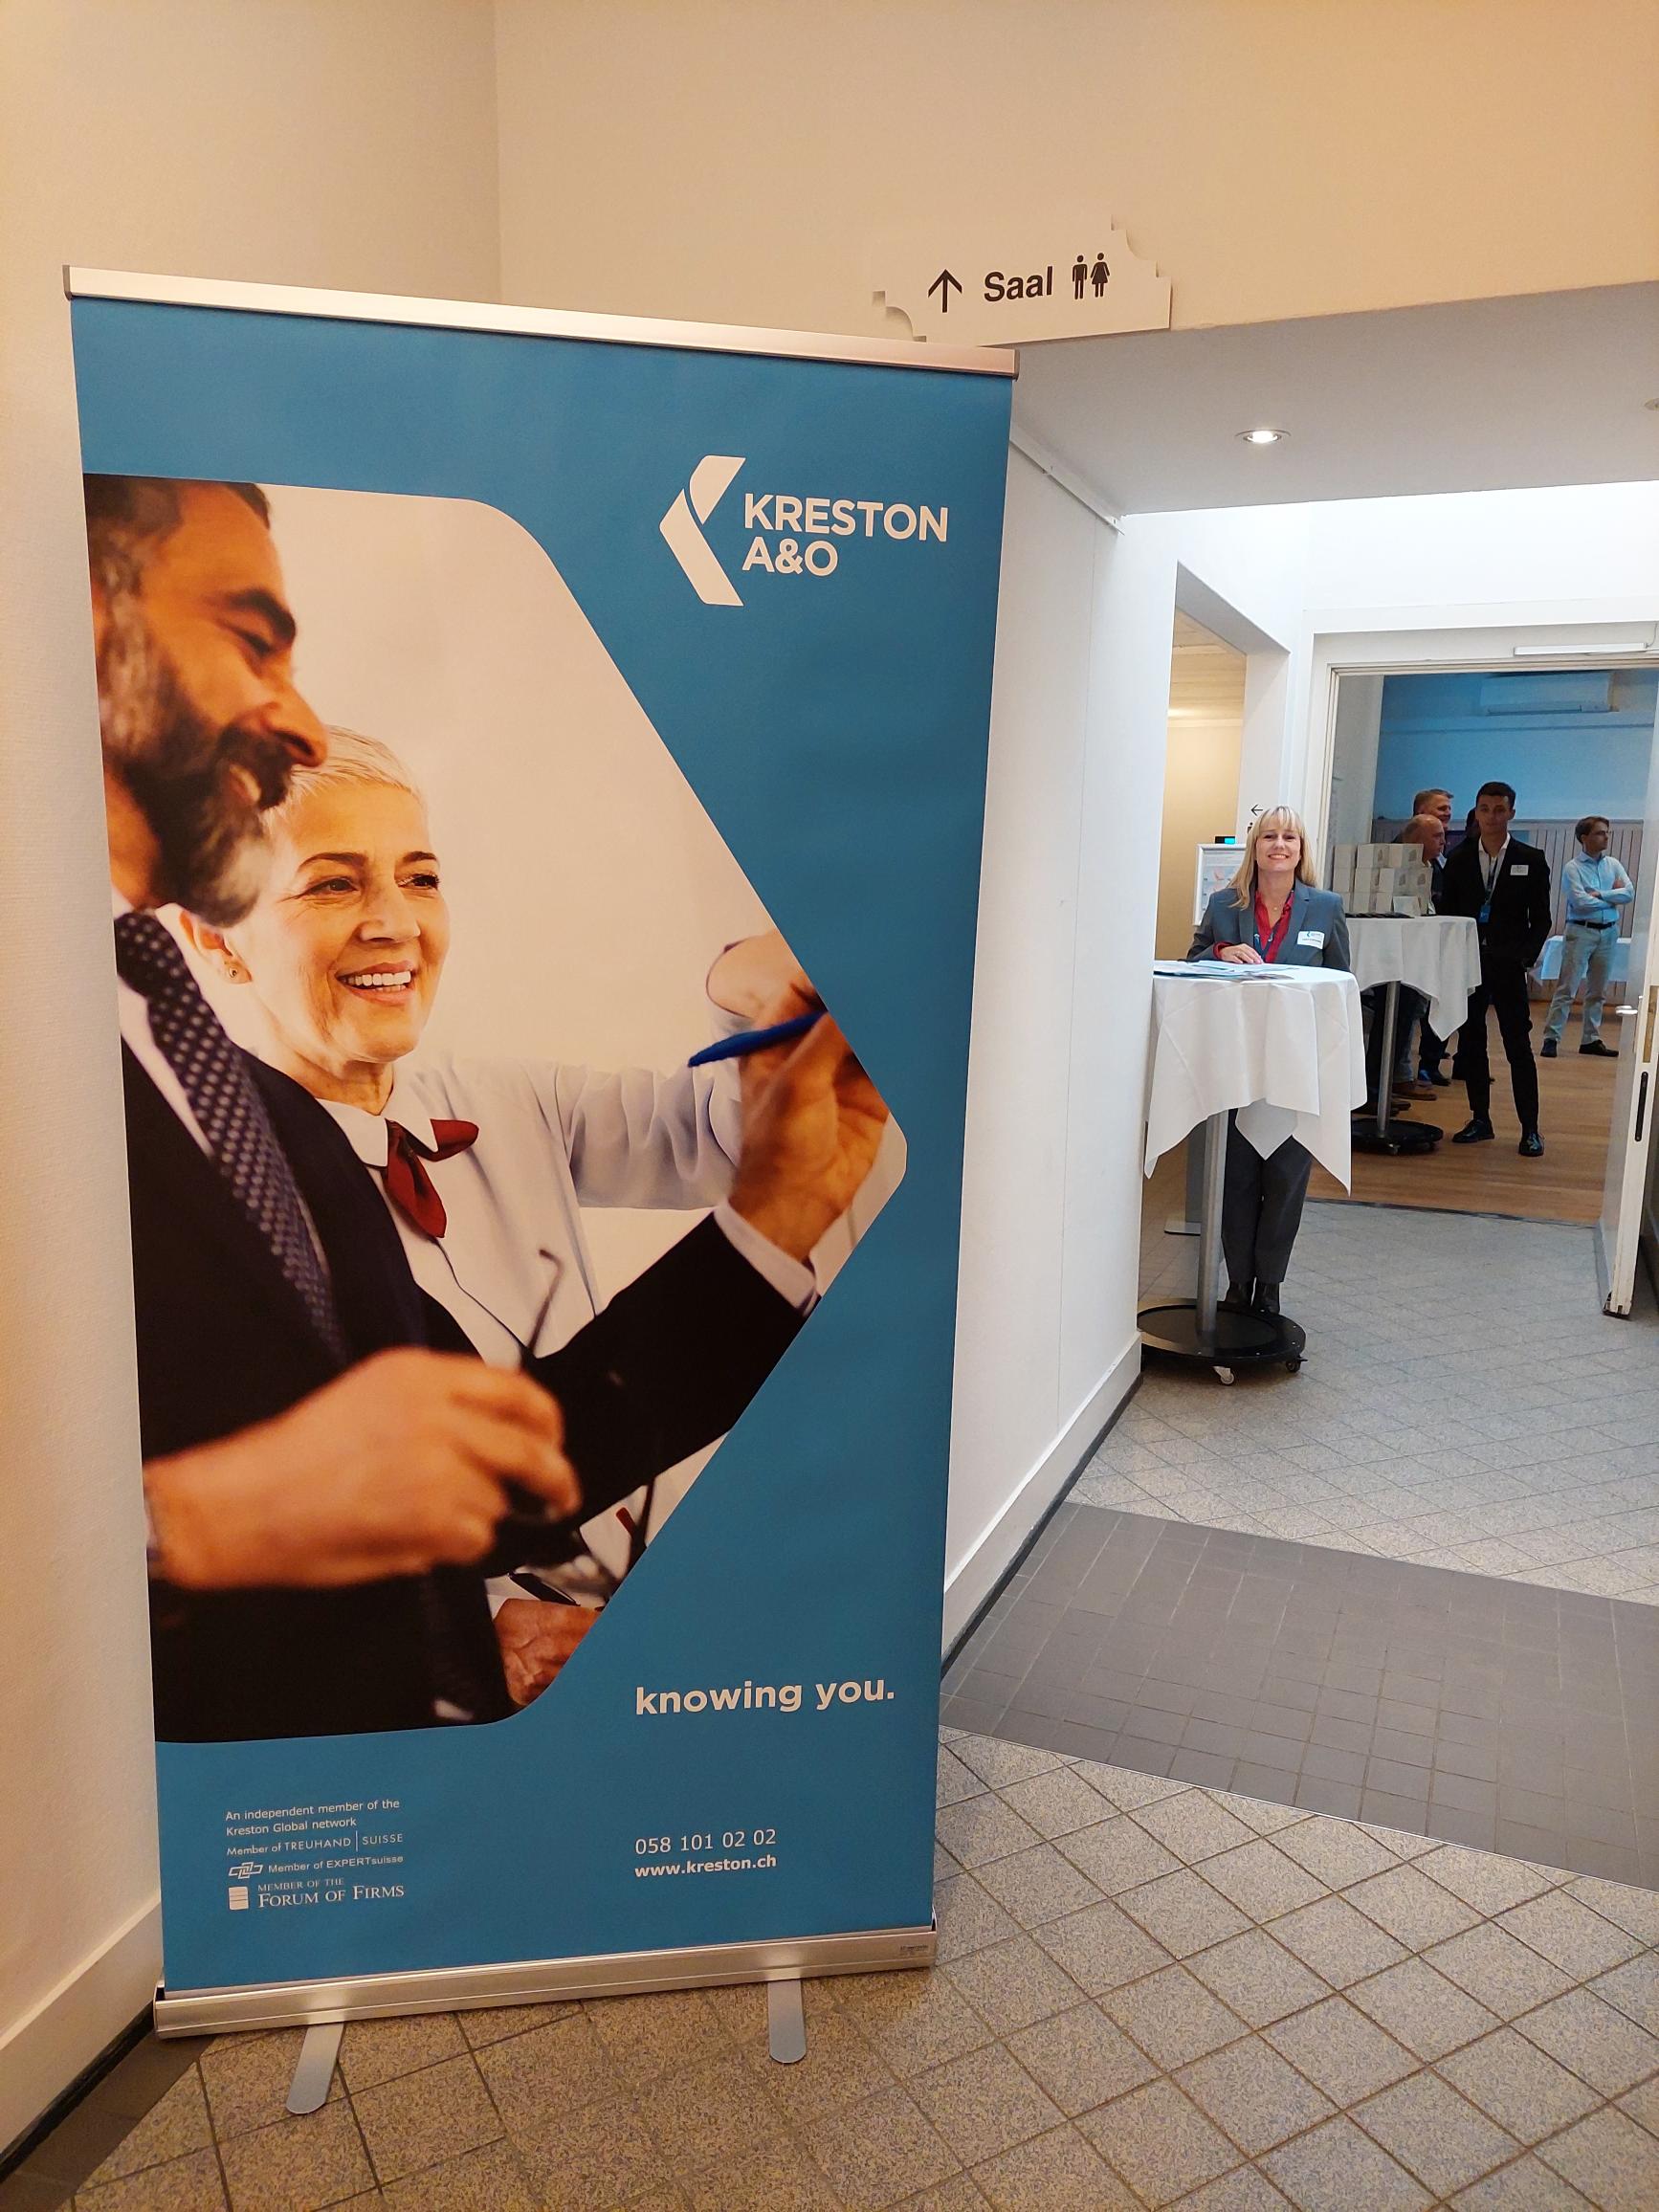 Saal
KRESTON
A&O
knowing you.
An independent member of the
Kreston Global network
Member of TREUHAND | SUISSE
Member of EXPERTsuisse
MEMBER OF THE
FORUM OF FIRMS
058 101 02 02
www.kreston.ch